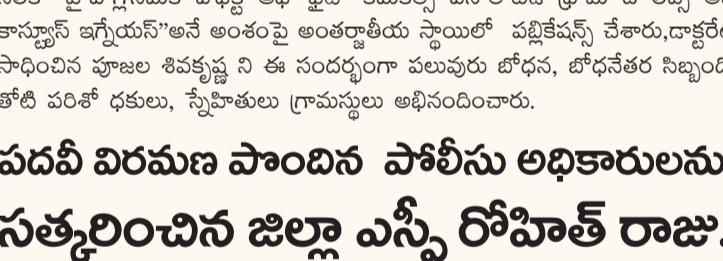 కాస్ట్యూస్ ఇగ్నేయస్”అనే అంశంపై అంతర్జాతీయ స్థాయిలో పబ్లికేషన్స్ చేశారు,డాక్టరే
సాధించిన పూజల శివకృష్ణ ని ఈ సందర్భంగా పలువురు బోధన, బోధనేతర సిబ్బంది
తోటి పరిశో ధకులు, స్నేహితులు గ్రామస్థులు అభినందించారు.
పదవీ విరమణ పొందిన పోలీసు అధికారులను
సత్కరించిన జిల్లా ఎస్పీ రోహిత్ రాజు.